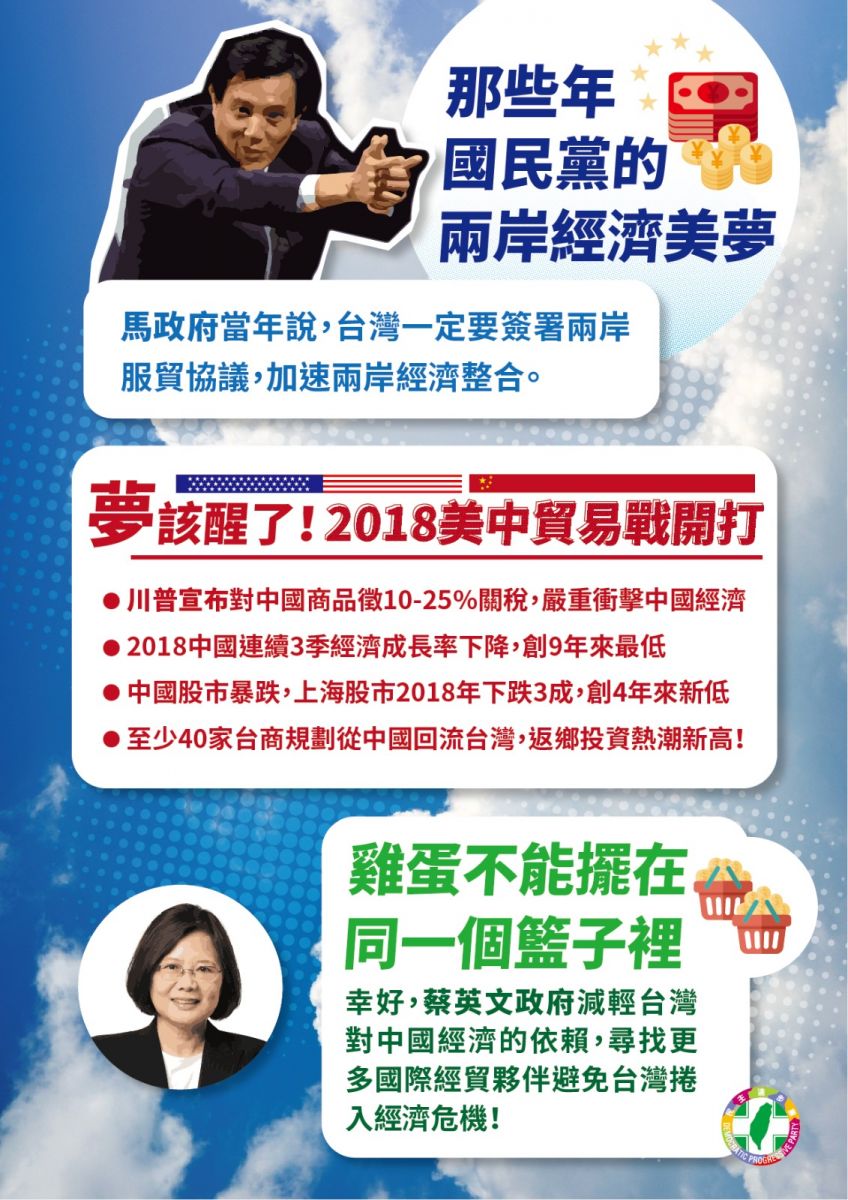 那些年
國民黨的
兩岸經濟美夢
馬政府當年說,台灣一定要簽署兩岸
服貿協議,加速兩岸經濟整合。
夢該醒了!2018美中貿易戰開打
●川普宣布對中國商品徵10-25%關稅,嚴重衝擊中國經濟
●2018中國連續3季經濟成長率下降,創9年來最低
●中國股市暴跌,上海股市2018年下跌3成,創4年來新低
●至少40家台商規劃從中國回流台灣,返鄉投資熱潮新高!
雞蛋不能擺在
同一個籃子裡
幸好,蔡英文政府減輕台灣
對中國經濟的依賴,尋找更
多國際經貿夥伴避免台灣捲
入經濟危機!
民主進步黨
DEMOCRATIC PROGRESSIVE PARTY